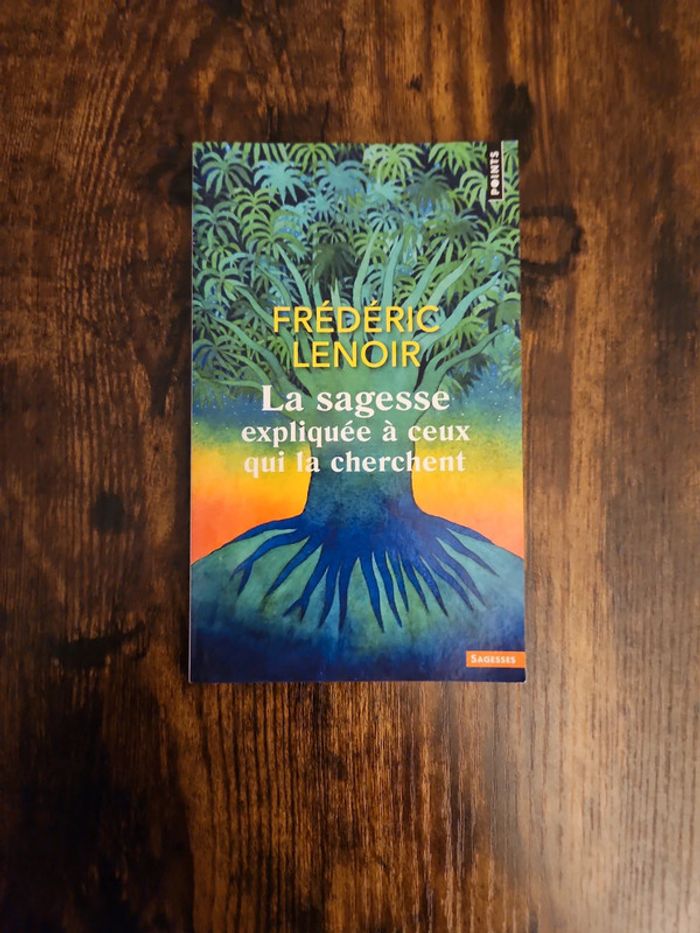 POINTS
FRÉDÉRIC
LENOIR
La sagesse
expliquée à ceux
qui la cherchent
SAGESSES